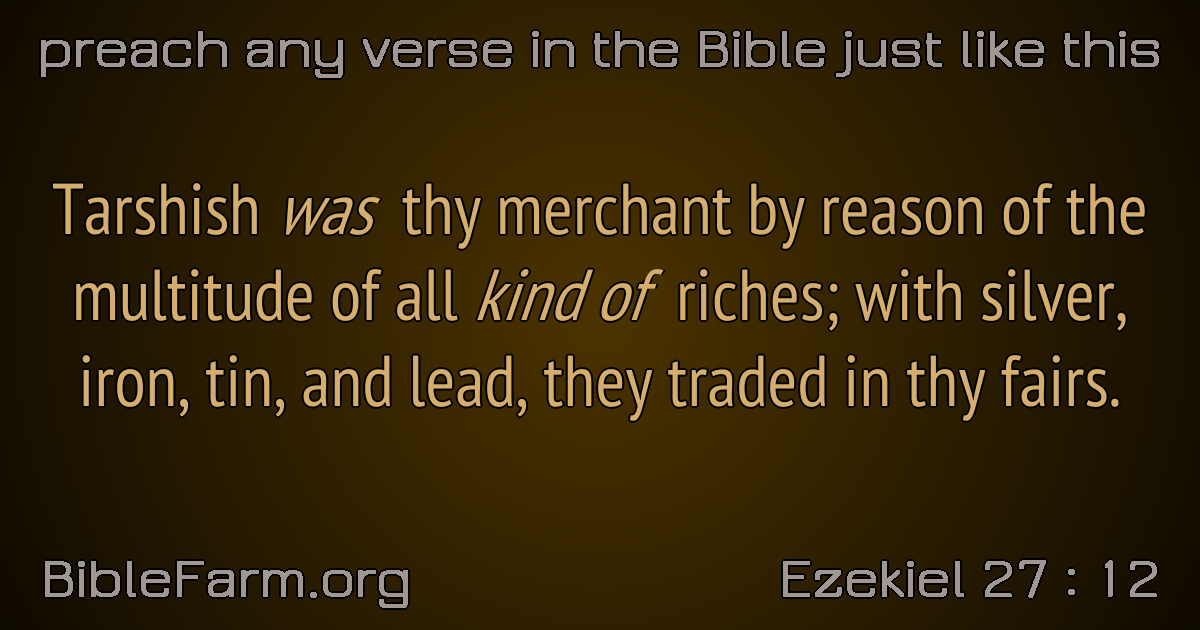 preach any verse in the Bible just like this
Tarshish was thy merchant by reason of the
multitude of all kind of riches; with silver,
iron, tin, and lead, they traded in thy fairs.
BibleFarm.org
Ezekiel 27 : 12